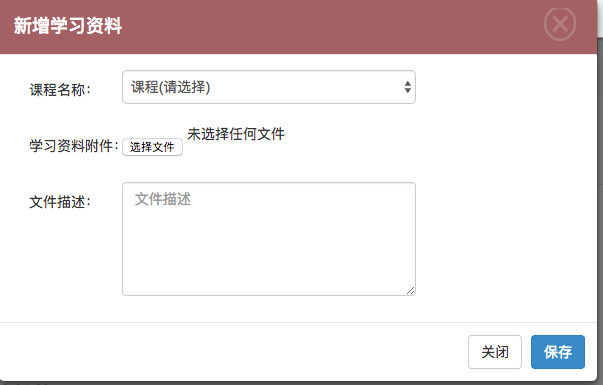 新增学习资料
课程名称：
课程(请选择)
学习资料附件：
选择文件
未选择任何文件
文件描述：
文件描述
关闭
保存